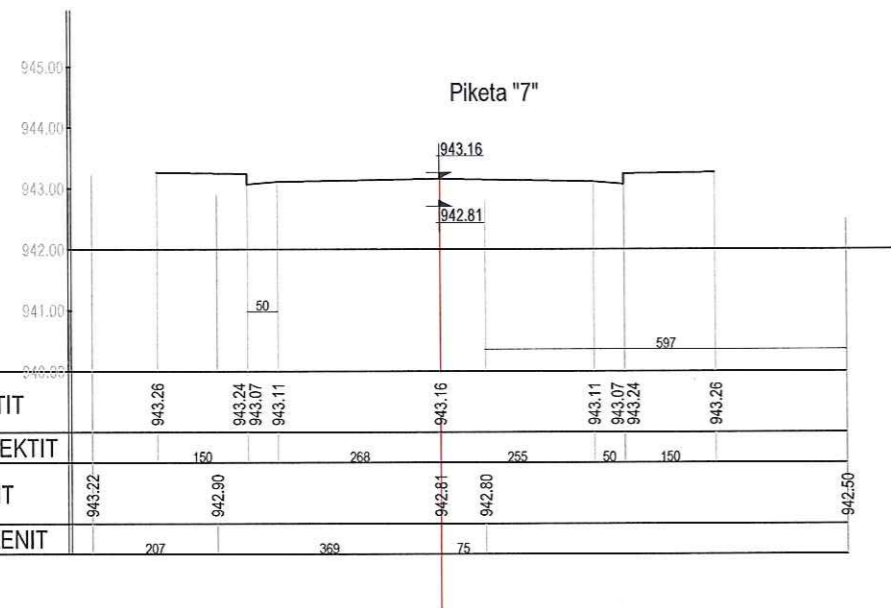 945.00
Piketa "7"
944.00
943.16
943.00
942.81
942.00
941.00
50
597
940.00
TIT 943.26 943.24 943.07 943.11 943.16 943.11 943.07 943.24 943.26
EKTIT 150 268 255 50 150
IT 943.22 942.90 942.81 942.80 942.50
ENIT 207 369 75